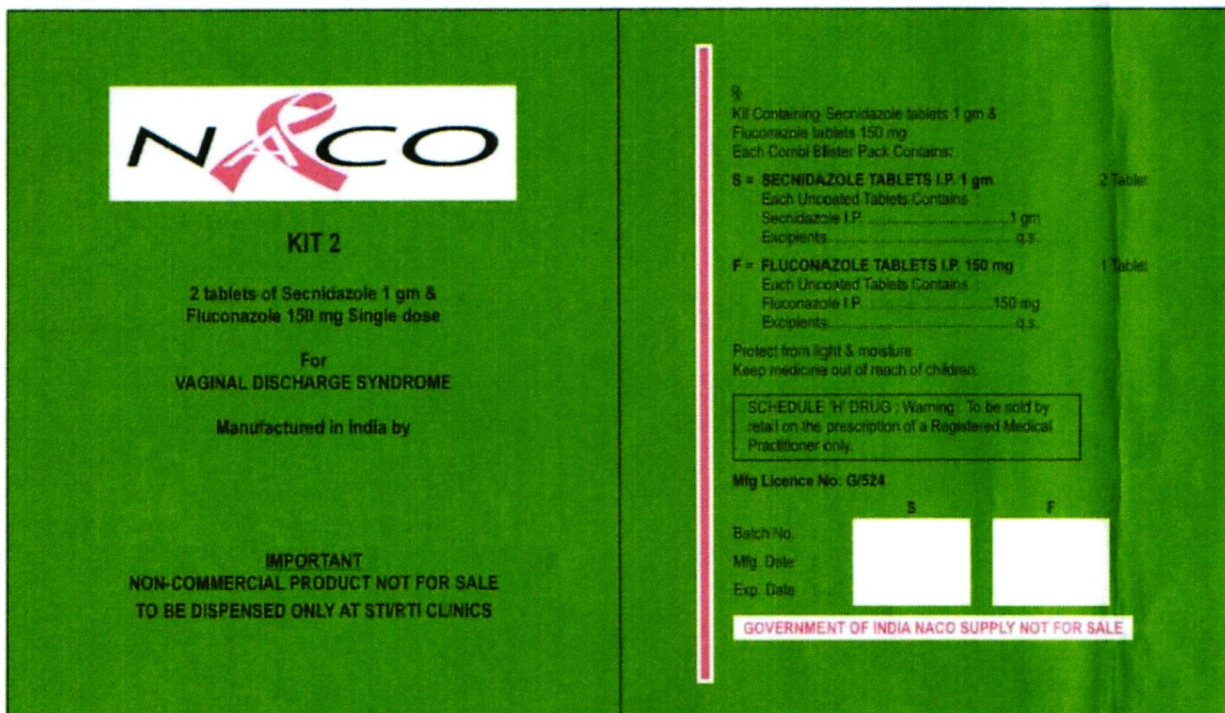 NACO
KIT 2
2 tablets of Secnidazole 1 gm &
Fluconazole 150 mg Single dose
For
VAGINAL DISCHARGE SYNDROME
Manufactured in India by
IMPORTANT
NON-COMMERCIAL PRODUCT NOT FOR SALE
TO BE DISPENSED ONLY AT STI/RTI CLINICS
℞
Kit Containing Secnidazole tablets 1 gm &
Fluconazole tablets 150 mg
Each Combi Blister Pack Contains:
S = SECNIDAZOLE TABLETS I.P. 1 gm 2 Tablet
Each Uncoated Tablets Contains :
Secnidazole I.P. ........................ 1 gm
Excipients ........................ q.s.
F = FLUCONAZOLE TABLETS I.P. 150 mg 1 Tablet
Each Uncoated Tablets Contains :
Fluconazole I.P. ........................ 150 mg
Excipients ........................ q.s.
Protect from light & moisture
Keep medicine out of reach of children.
SCHEDULE 'H' DRUG : Warning : To be sold by
retail on the prescription of a Registered Medical
Practitioner only.
Mfg Licence No: G/524
S F
Batch No. :
Mfg. Date :
Exp. Date :
GOVERNMENT OF INDIA NACO SUPPLY NOT FOR SALE